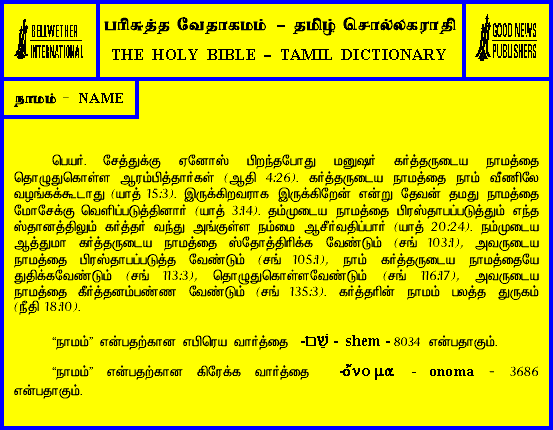 BELLWETHER
INTERNATIONAL
பரிசுத்த வேதாகமம் - தமிழ் சொல்லகராதி
THE HOLY BIBLE - TAMIL DICTIONARY
GOOD NEWS
PUBLISHERS
நாமம் - NAME
பெயர். சேத்துக்கு ஏனோஸ் பிறந்தபோது மனுஷர் கர்த்தருடைய நாமத்தை
தொழுதுகொள்ள ஆரம்பித்தார்கள் (ஆதி 4:26). கர்த்தருடைய நாமத்தை நாம் வீணிலே
வழங்கக்கூடாது (யாத் 15:3). இருக்கிறவராக இருக்கிறேன் என்று தேவன் தமது நாமத்தை
மோசேக்கு வெளிப்படுத்தினார் (யாத் 3:14). தம்முடைய நாமத்தை பிரஸ்தாபப்படுத்தும் எந்த
ஸ்தானத்திலும் கர்த்தர் வந்து அங்குள்ள நம்மை ஆசீர்வதிப்பார் (யாத் 20:24). நம்முடைய
ஆத்துமா கர்த்தருடைய நாமத்தை ஸ்தோத்திரிக்க வேண்டும் (சங் 103:1), அவருடைய
நாமத்தை பிரஸ்தாபப்படுத்த வேண்டும் (சங் 105:1), நாம் கர்த்தருடைய நாமத்தையே
துதிக்கவேண்டும் (சங் 113:3), தொழுதுகொள்ளவேண்டும் (சங் 116:17), அவருடைய
நாமத்தை கீர்த்தனம்பண்ண வேண்டும் (சங் 135:3). கர்த்தரின் நாமம் பலத்த துருகம்
(நீதி 18:10).
"நாமம்" என்பதற்கான எபிரெய வார்த்தை -שֵׁם - shem - 8034 என்பதாகும்.
"நாமம்" என்பதற்கான கிரேக்க வார்த்தை -ὄνομα - onoma - 3686
என்பதாகும்.